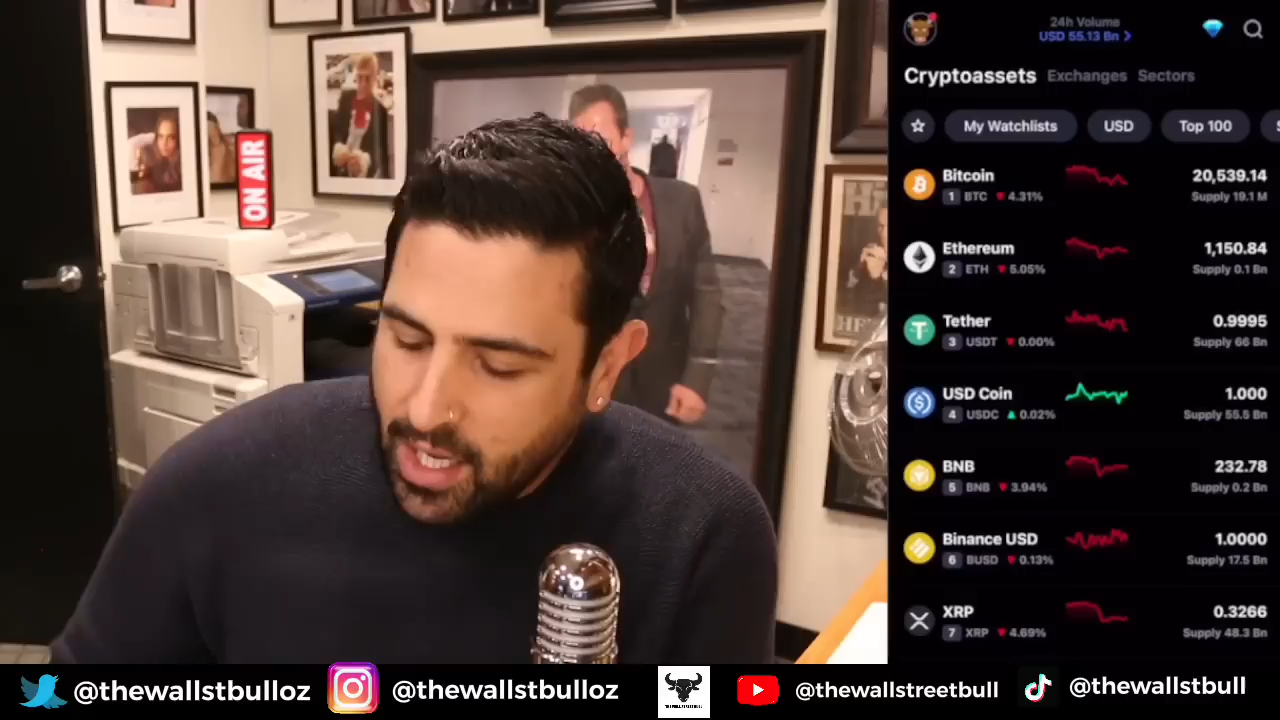 ON AIR
24h Volume
USD 55.13 Bn >
Cryptoassets Exchanges Sectors
My Watchlists USD Top 100
Bitcoin 20,539.14
1 BTC ▼ 4.31% Supply 19.1 M
Ethereum 1,150.84
2 ETH ▼ 5.05% Supply 0.1 Bn
Tether 0.9995
3 USDT ▼ 0.00% Supply 66 Bn
USD Coin 1.000
4 USDC ▲ 0.02% Supply 55.5 Bn
BNB 232.78
5 BNB ▼ 3.94% Supply 0.2 Bn
Binance USD 1.0000
6 BUSD ▼ 0.13% Supply 17.5 Bn
XRP 0.3266
7 XRP ▼ 4.69% Supply 48.3 Bn
@thewallstbulloz @thewallstbulloz THE WALL STREET BULL @thewallstreetbull @thewallstbull